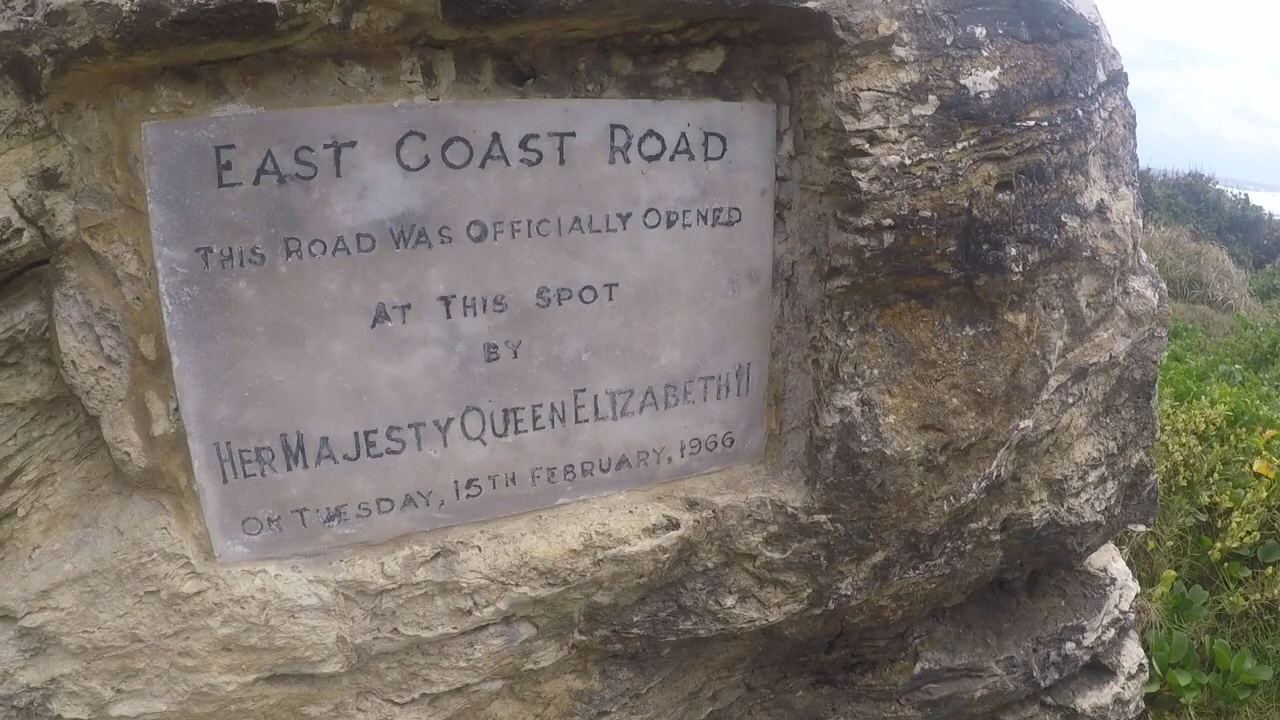 EAST COAST ROAD
THIS ROAD WAS OFFICIALLY OPENED
AT THIS SPOT
BY
HER MAJESTY QUEEN ELIZABETH II
ON TUESDAY, 15TH FEBRUARY, 1966